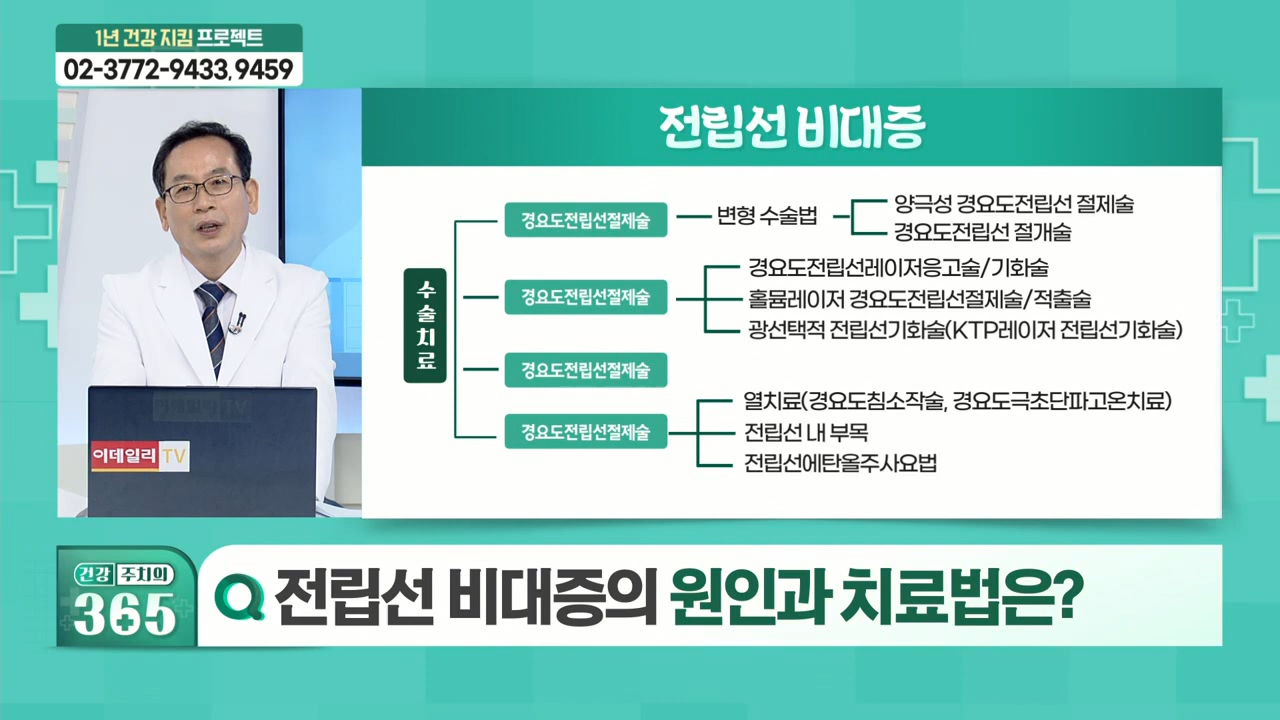 1년 건강 지킴 프로젝트
02-3772-9433, 9459
전립선 비대증
수술치료
경요도전립선절제술
변형 수술법
양극성 경요도전립선 절제술
경요도전립선 절개술
경요도전립선절제술
경요도전립선레이저응고술/기화술
홀뮴레이저 경요도전립선절제술/적출술
광선택적 전립선기화술(KTP레이저 전립선기화술)
경요도전립선절제술
경요도전립선절제술
열치료(경요도침소작술, 경요도극초단파고온치료)
전립선 내 부목
전립선에탄올주사요법
이데일리TV
이데일리 TV
건강 주치의
365
Q 전립선 비대증의 원인과 치료법은?